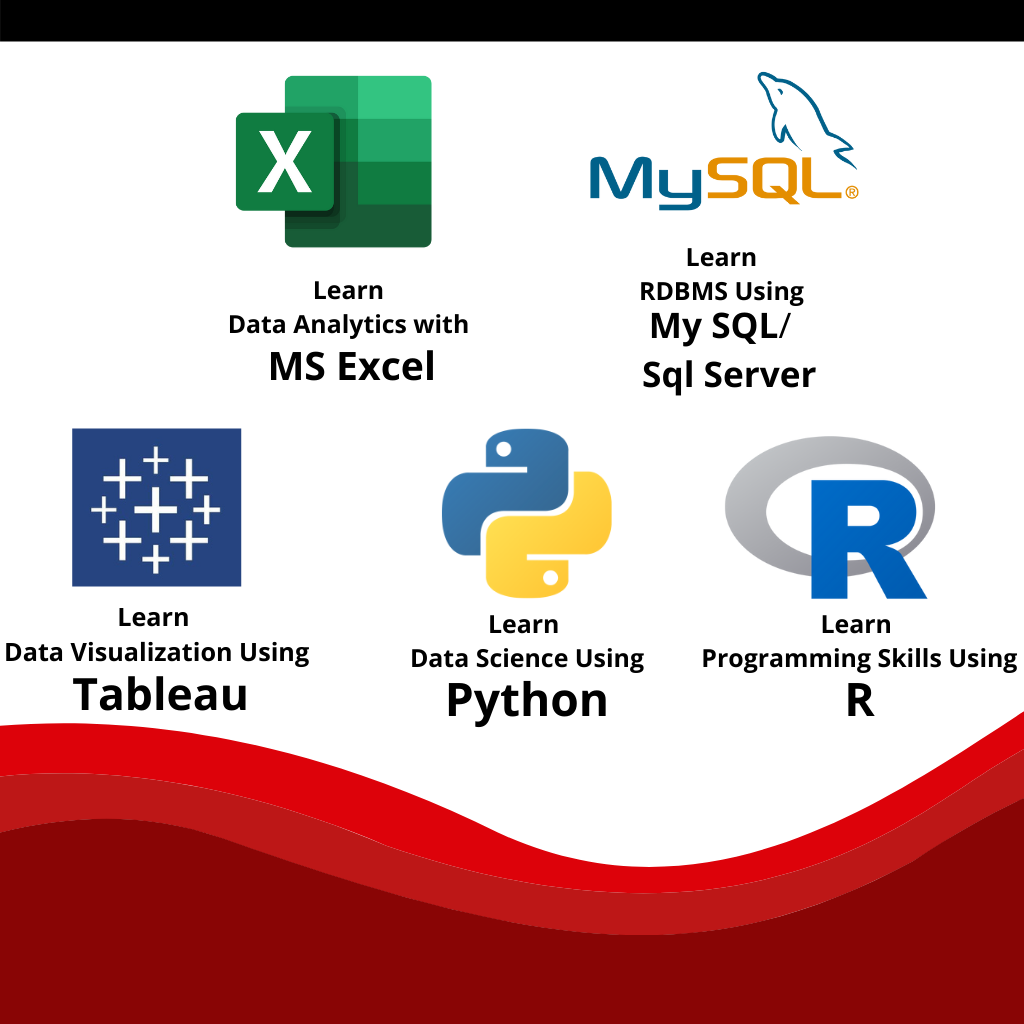 X
MySQL®
Learn
Data Analytics with
MS Excel
Learn
RDBMS Using
My SQL/
Sql Server
R
Learn
Data Visualization Using
Tableau
Learn
Data Science Using
Python
Learn
Programming Skills Using
R